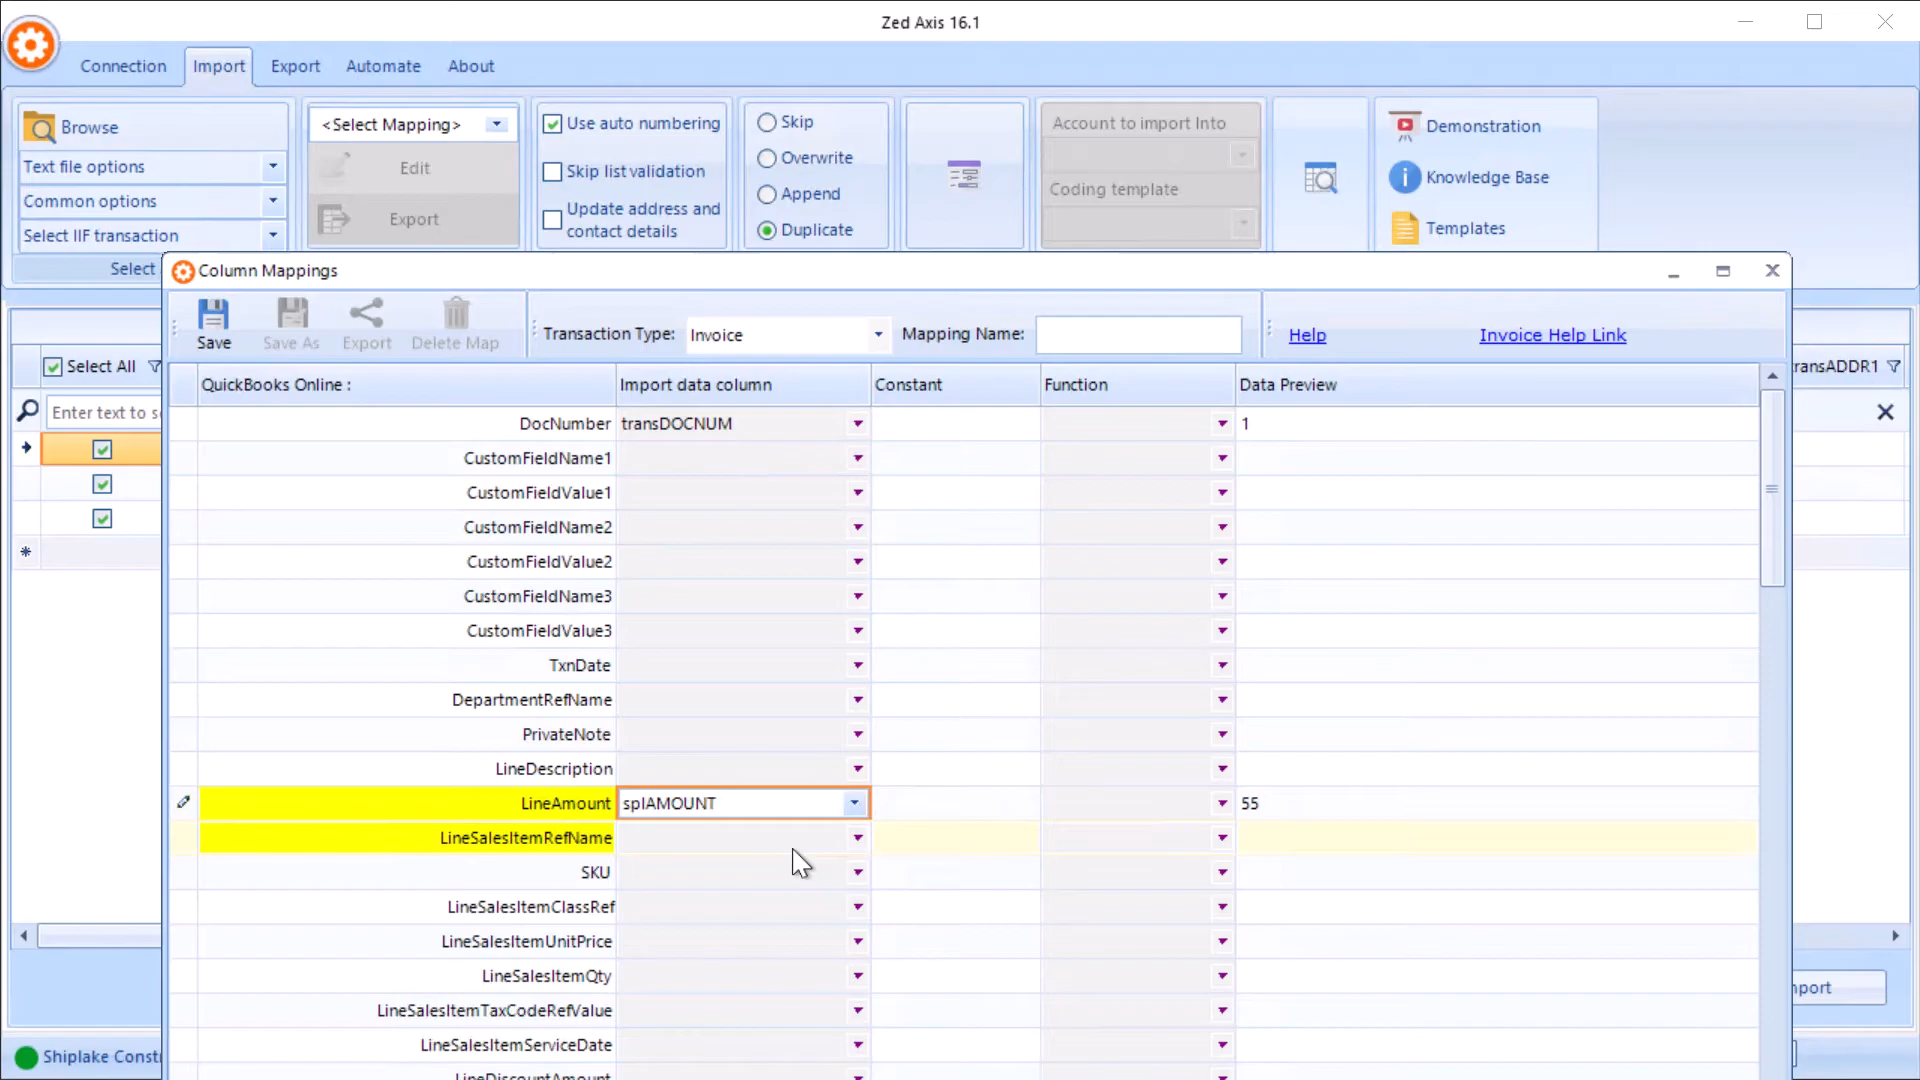 Zed Axis 16.1
Connection
Import
Export
Automate
About
Browse
Text file options
Common options
Select IIF transaction
Select
<Select Mapping>
Edit
Export
Use auto numbering
Skip list validation
Update address and
contact details
Skip
Overwrite
Append
Duplicate
Account to import Into
Coding template
Demonstration
Knowledge Base
Templates
Column Mappings
Save
Save As
Export
Delete Map
Transaction Type:
Invoice
Mapping Name:
Help
Invoice Help Link
Select All
ransADDR1
Enter text to s
QuickBooks Online :
Import data column
Constant
Function
Data Preview
DocNumber transDOCNUM 1
CustomFieldName1
CustomFieldValue1
CustomFieldName2
CustomFieldValue2
CustomFieldName3
CustomFieldValue3
TxnDate
DepartmentRefName
PrivateNote
LineDescription
LineAmount splAMOUNT 55
LineSalesItemRefName
SKU
LineSalesItemClassRef
LineSalesItemUnitPrice
LineSalesItemQty
LineSalesItemTaxCodeRefValue
LineSalesItemServiceDate
LineDiscountAmount
mport
Shiplake Constr